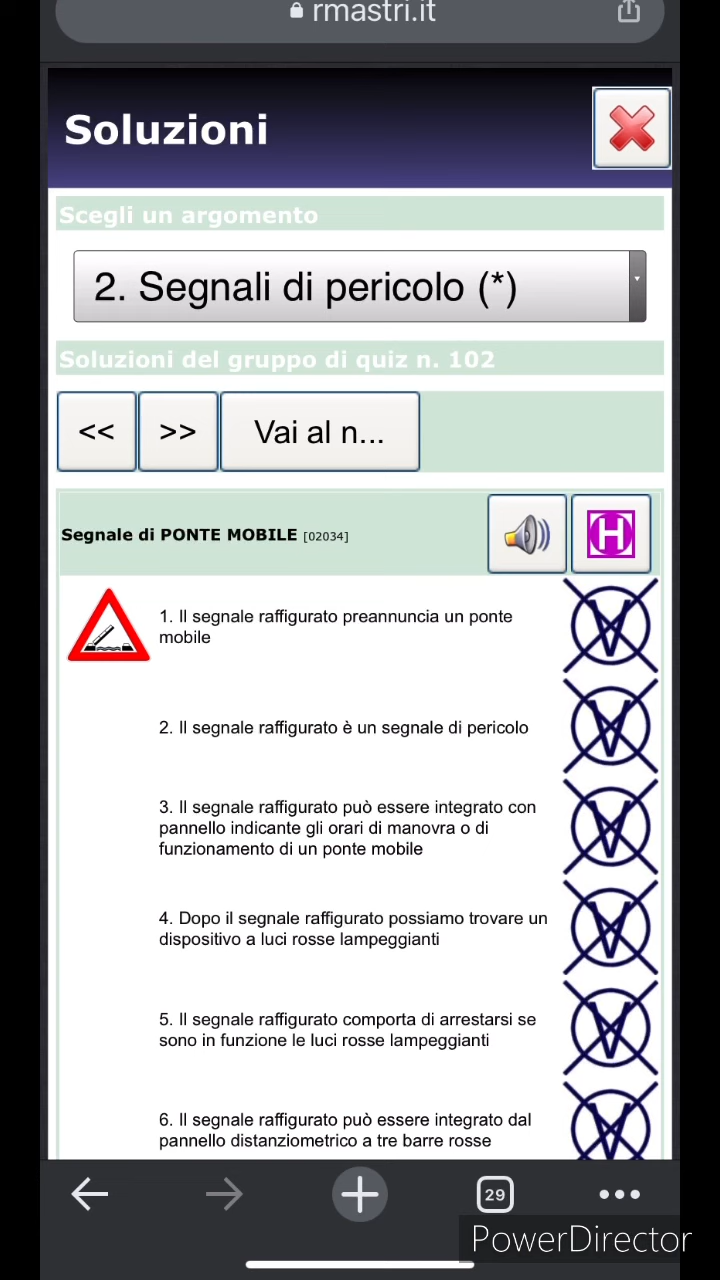 rmastri.it
Soluzioni
Scegli un argomento
2. Segnali di pericolo (*)
Soluzioni del gruppo di quiz n. 102
<< >> Vai al n...
Segnale di PONTE MOBILE [02034]
H
1. Il segnale raffigurato preannuncia un ponte
mobile
V
2. Il segnale raffigurato è un segnale di pericolo
V
3. Il segnale raffigurato può essere integrato con
pannello indicante gli orari di manovra o di
funzionamento di un ponte mobile
V
4. Dopo il segnale raffigurato possiamo trovare un
dispositivo a luci rosse lampeggianti
V
5. Il segnale raffigurato comporta di arrestarsi se
sono in funzione le luci rosse lampeggianti
V
6. Il segnale raffigurato può essere integrato dal
pannello distanziometrico a tre barre rosse
V
29
PowerDirector